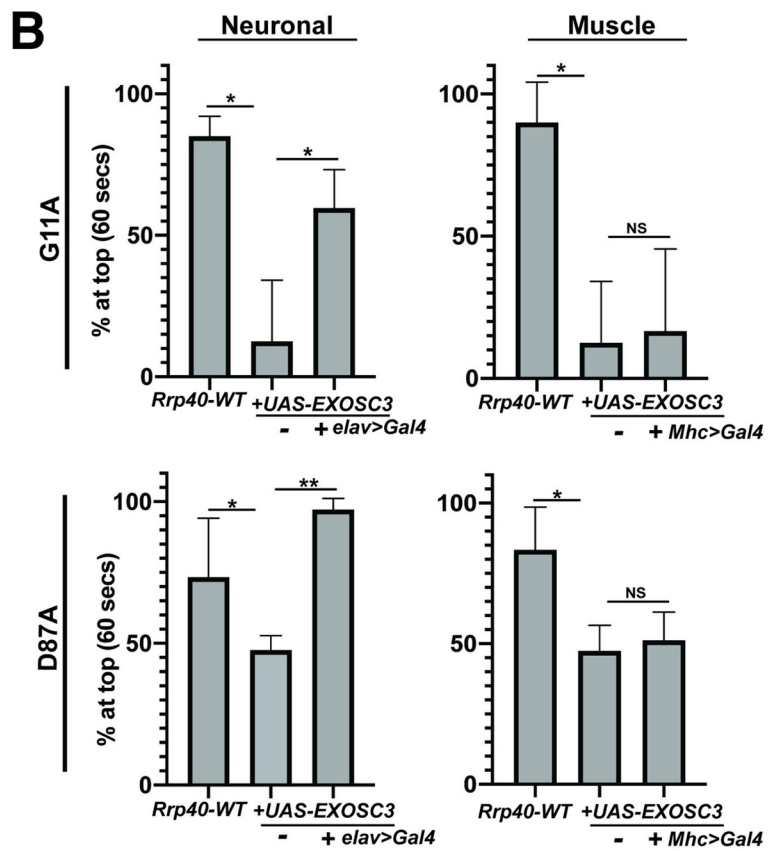 B
Neuronal
Muscle
G11A
% at top (60 secs)
100
50
0
*
*
Rrp40-WT
+UAS-EXOSC3
- + elav>Gal4
100
50
0
*
NS
Rrp40-WT
+UAS-EXOSC3
- + Mhc>Gal4
D87A
% at top (60 secs)
100
50
0
*
**
Rrp40-WT
+UAS-EXOSC3
- + elav>Gal4
100
50
0
*
NS
Rrp40-WT
+UAS-EXOSC3
- + Mhc>Gal4